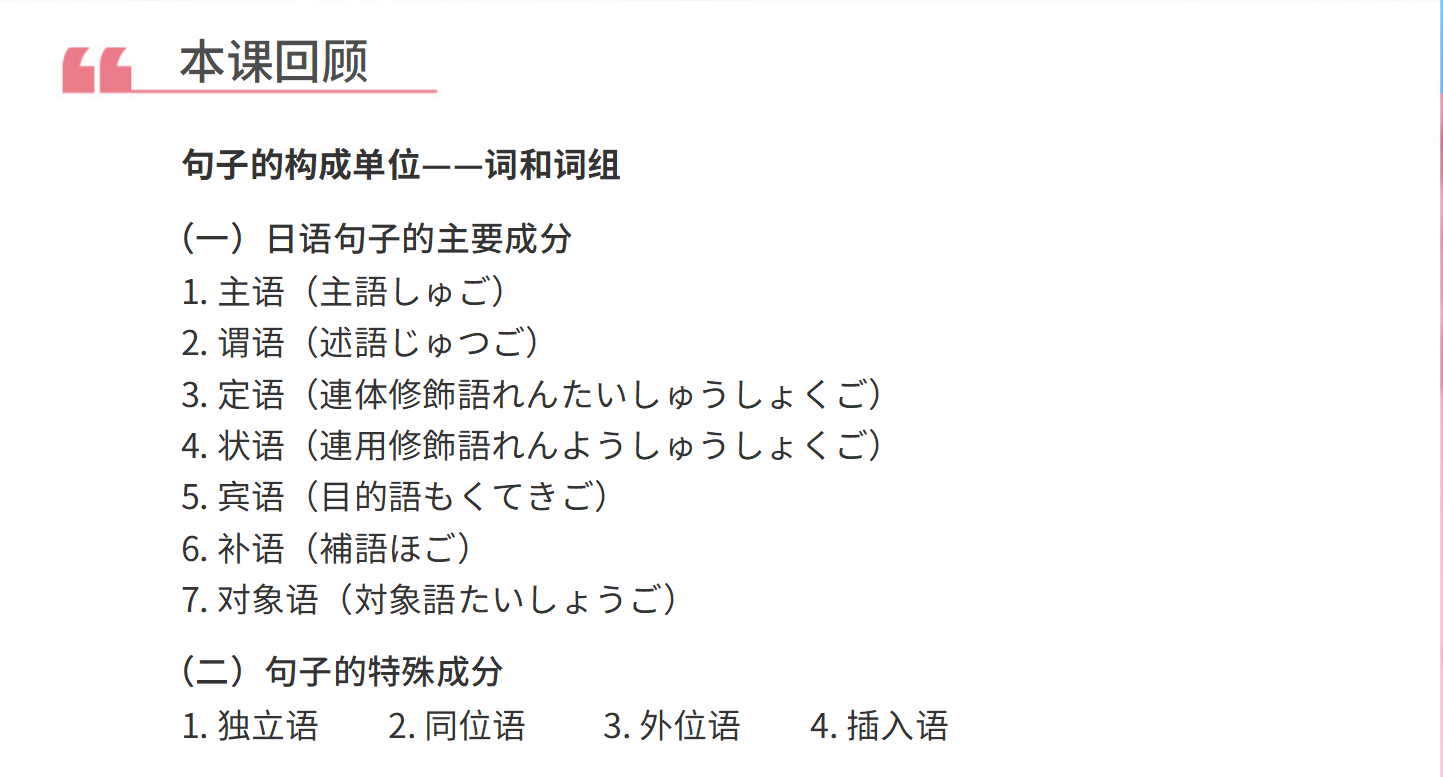 本课回顾
句子的构成单位——词和词组
（一）日语句子的主要成分
1. 主语（主語しゅご）
2. 谓语（述語じゅつご）
3. 定语（連体修飾語れんたいしゅうしょくご）
4. 状语（連用修飾語れんようしゅうしょくご）
5. 宾语（目的語もくてきご）
6. 补语（補語ほご）
7. 对象语（対象語たいしょうご）
（二）句子的特殊成分
1. 独立语 2. 同位语 3. 外位语 4. 插入语